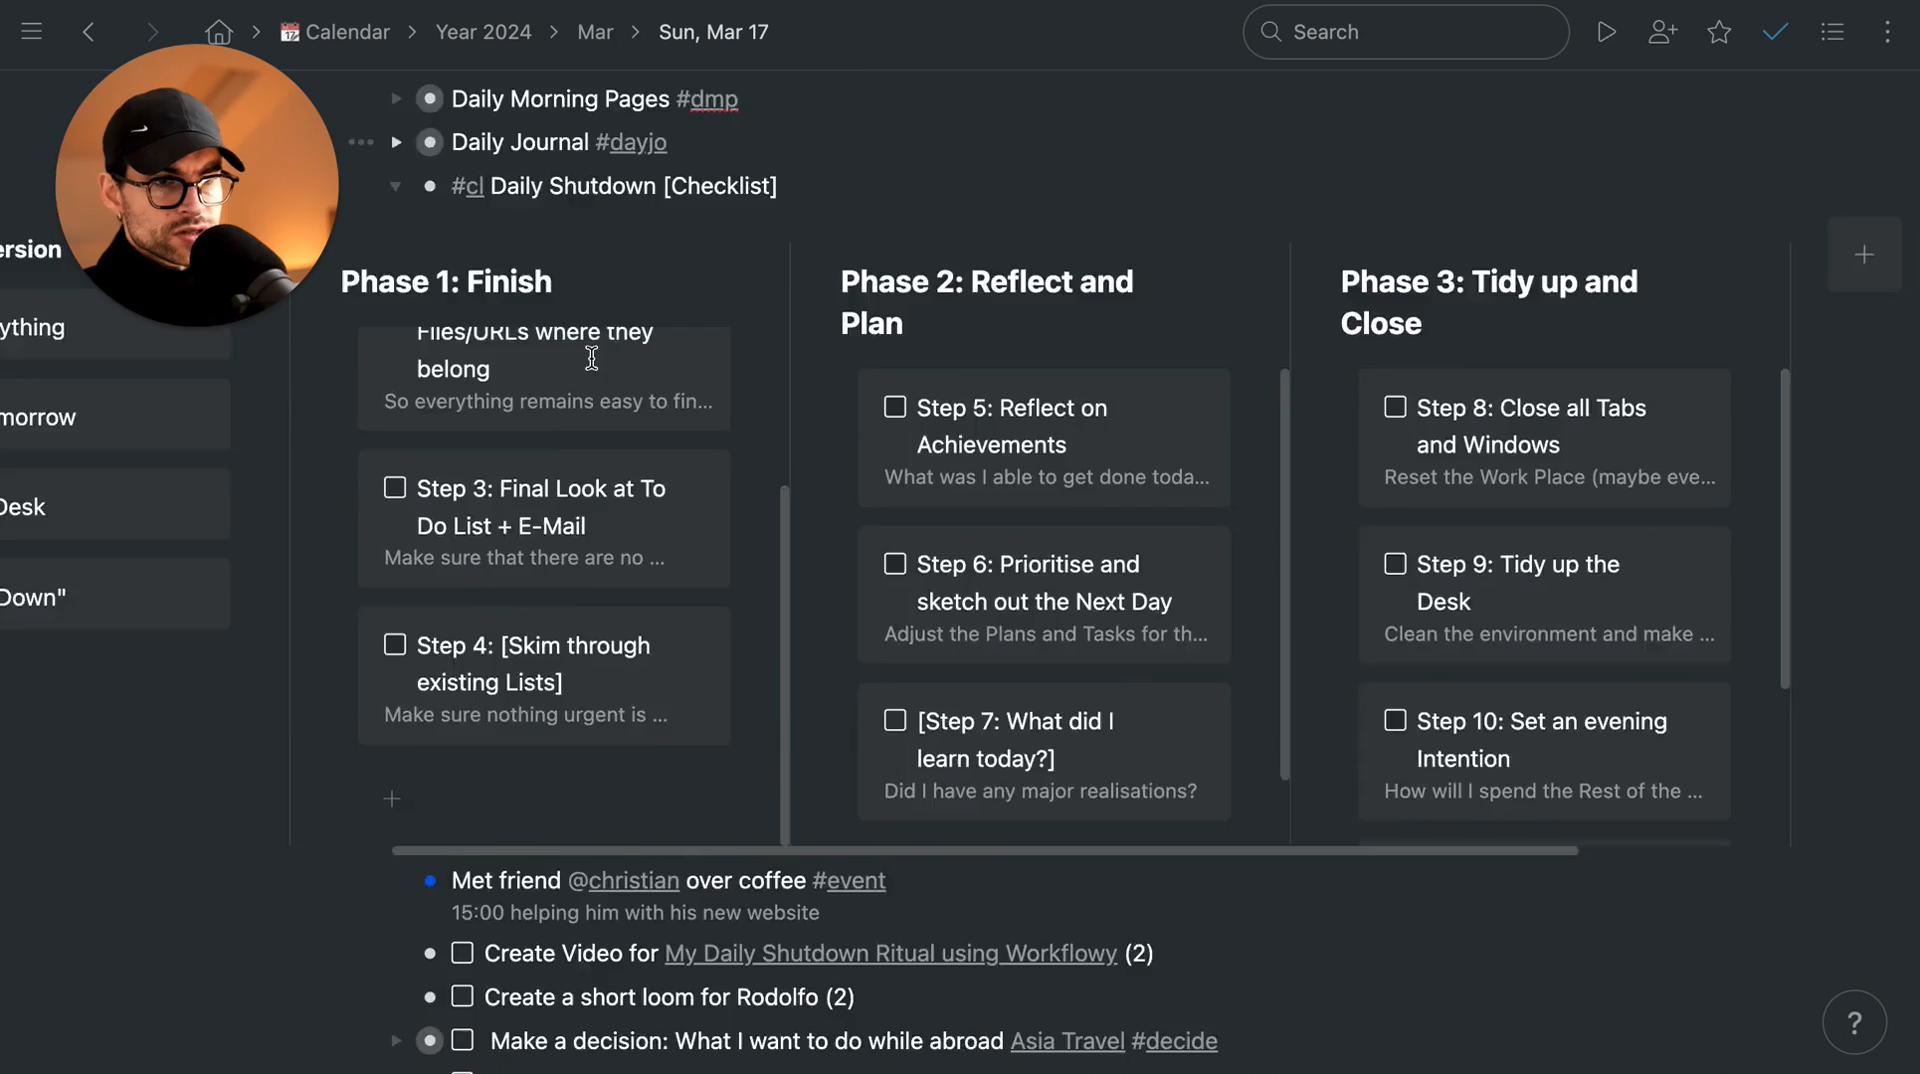 Calendar > Year 2024 > Mar > Sun, Mar 17
Search
Daily Morning Pages #dmp
Daily Journal #dayjo
#cl Daily Shutdown [Checklist]
ersion
ything
morrow
Desk
Down"
Phase 1: Finish
Files/URLs where they
belong
So everything remains easy to fin...
Step 3: Final Look at To
Do List + E-Mail
Make sure that there are no ...
Step 4: [Skim through
existing Lists]
Make sure nothing urgent is ...
+
Phase 2: Reflect and
Plan
Step 5: Reflect on
Achievements
What was I able to get done toda...
Step 6: Prioritise and
sketch out the Next Day
Adjust the Plans and Tasks for th...
[Step 7: What did I
learn today?]
Did I have any major realisations?
Phase 3: Tidy up and
Close
Step 8: Close all Tabs
and Windows
Reset the Work Place (maybe eve...
Step 9: Tidy up the
Desk
Clean the environment and make ...
Step 10: Set an evening
Intention
How will I spend the Rest of the ...
+
Met friend @christian over coffee #event
15:00 helping him with his new website
Create Video for My Daily Shutdown Ritual using Workflowy (2)
Create a short loom for Rodolfo (2)
Make a decision: What I want to do while abroad Asia Travel #decide
?